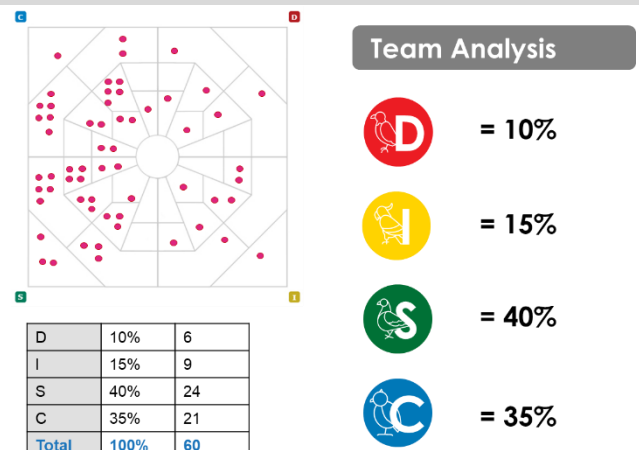 C
D
S
I
D 10% 6
I 15% 9
S 40% 24
C 35% 21
Total 100% 60
Team Analysis
D = 10%
I = 15%
S = 40%
C = 35%